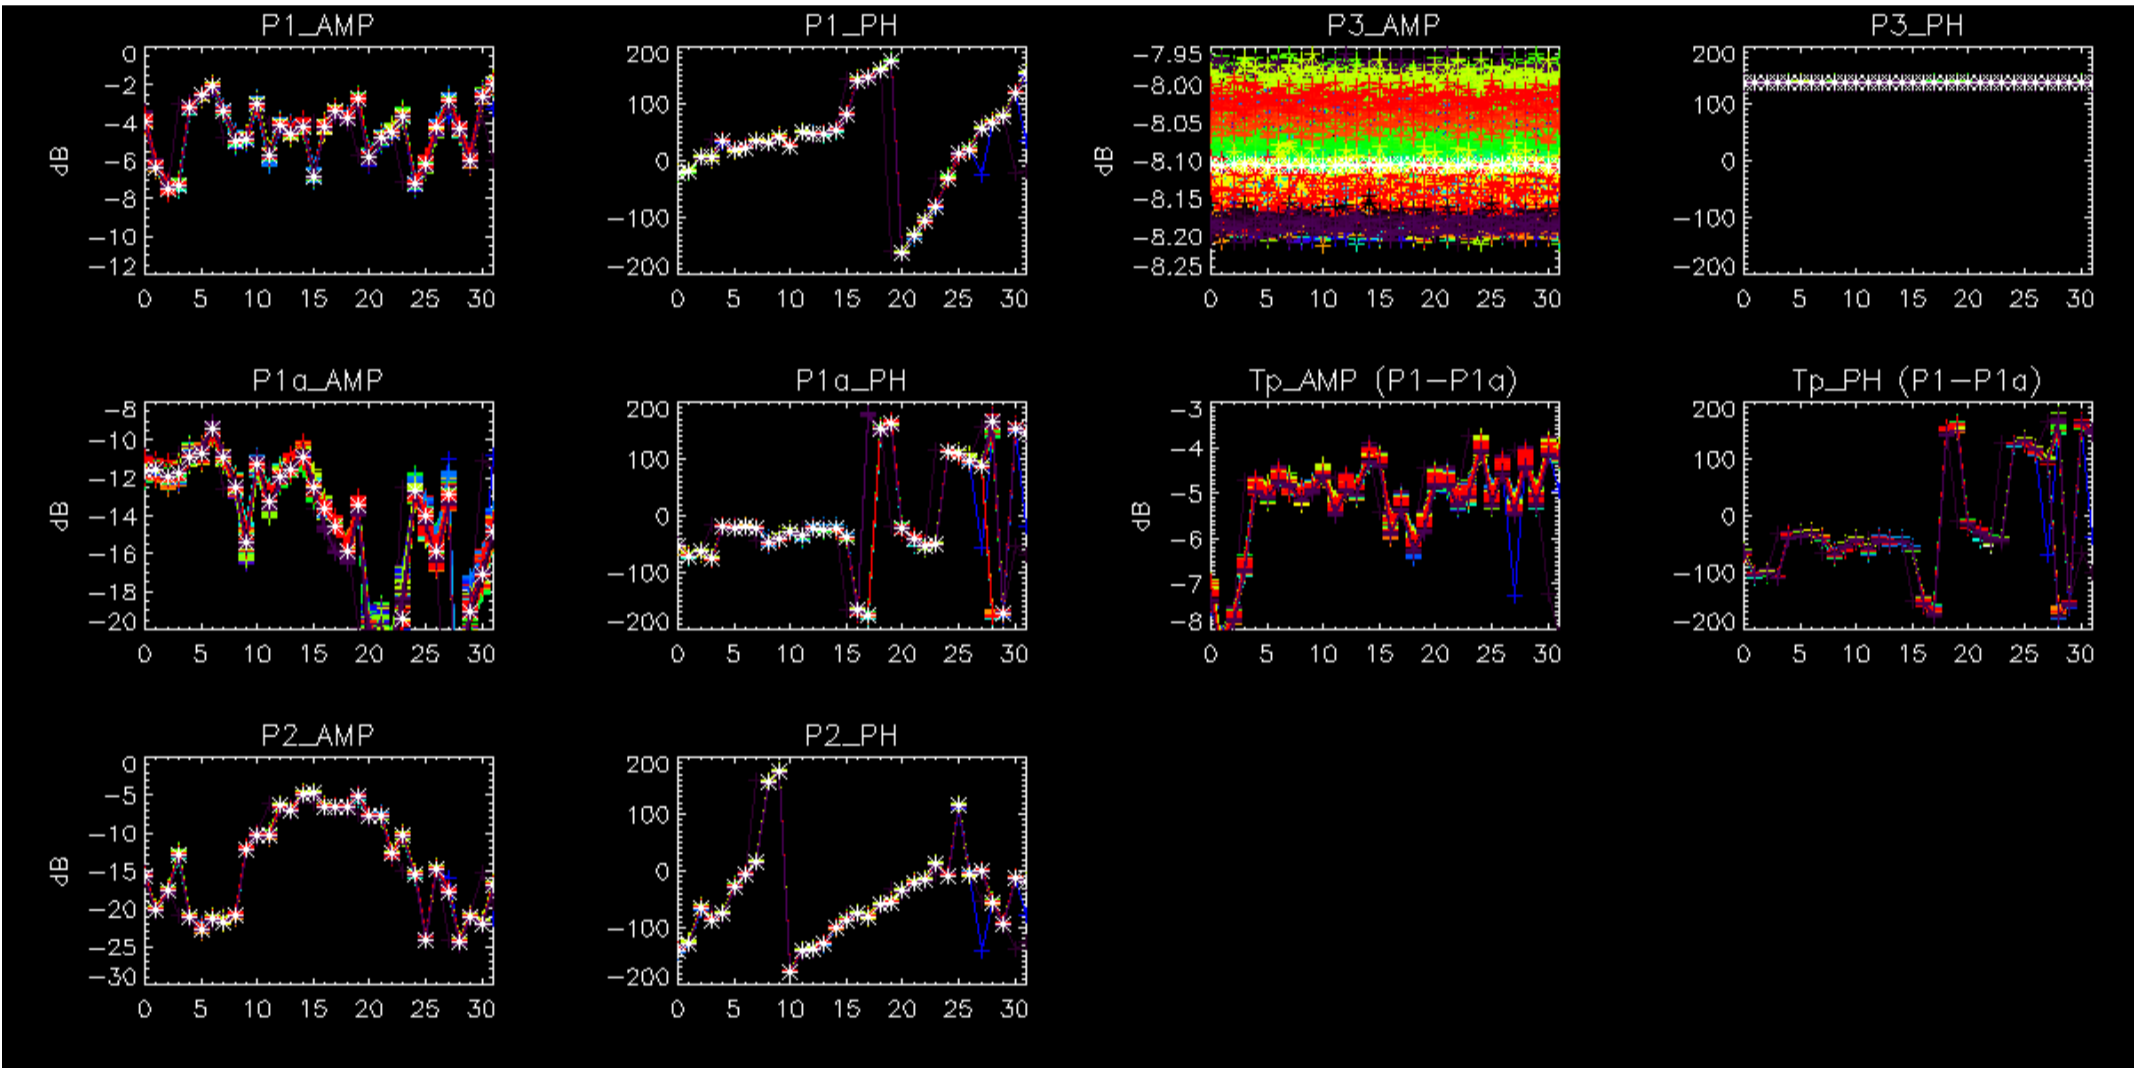 P1_AMP
P1_PH
P3_AMP
P3_PH
0
−2
−4
−6
−8
−10
−12
dB
0 5 10 15 20 25 30
200
100
0
−100
−200
0 5 10 15 20 25 30
−7.95
−8.00
−8.05
−8.10
−8.15
−8.20
−8.25
dB
0 5 10 15 20 25 30
200
100
0
−100
−200
0 5 10 15 20 25 30
P1a_AMP
P1a_PH
Tp_AMP (P1−P1a)
Tp_PH (P1−P1a)
−8
−10
−12
−14
−16
−18
−20
dB
0 5 10 15 20 25 30
200
100
0
−100
−200
0 5 10 15 20 25 30
−3
−4
−5
−6
−7
−8
dB
0 5 10 15 20 25 30
200
100
0
−100
−200
0 5 10 15 20 25 30
P2_AMP
P2_PH
0
−5
−10
−15
−20
−25
−30
dB
0 5 10 15 20 25 30
200
100
0
−100
−200
0 5 10 15 20 25 30